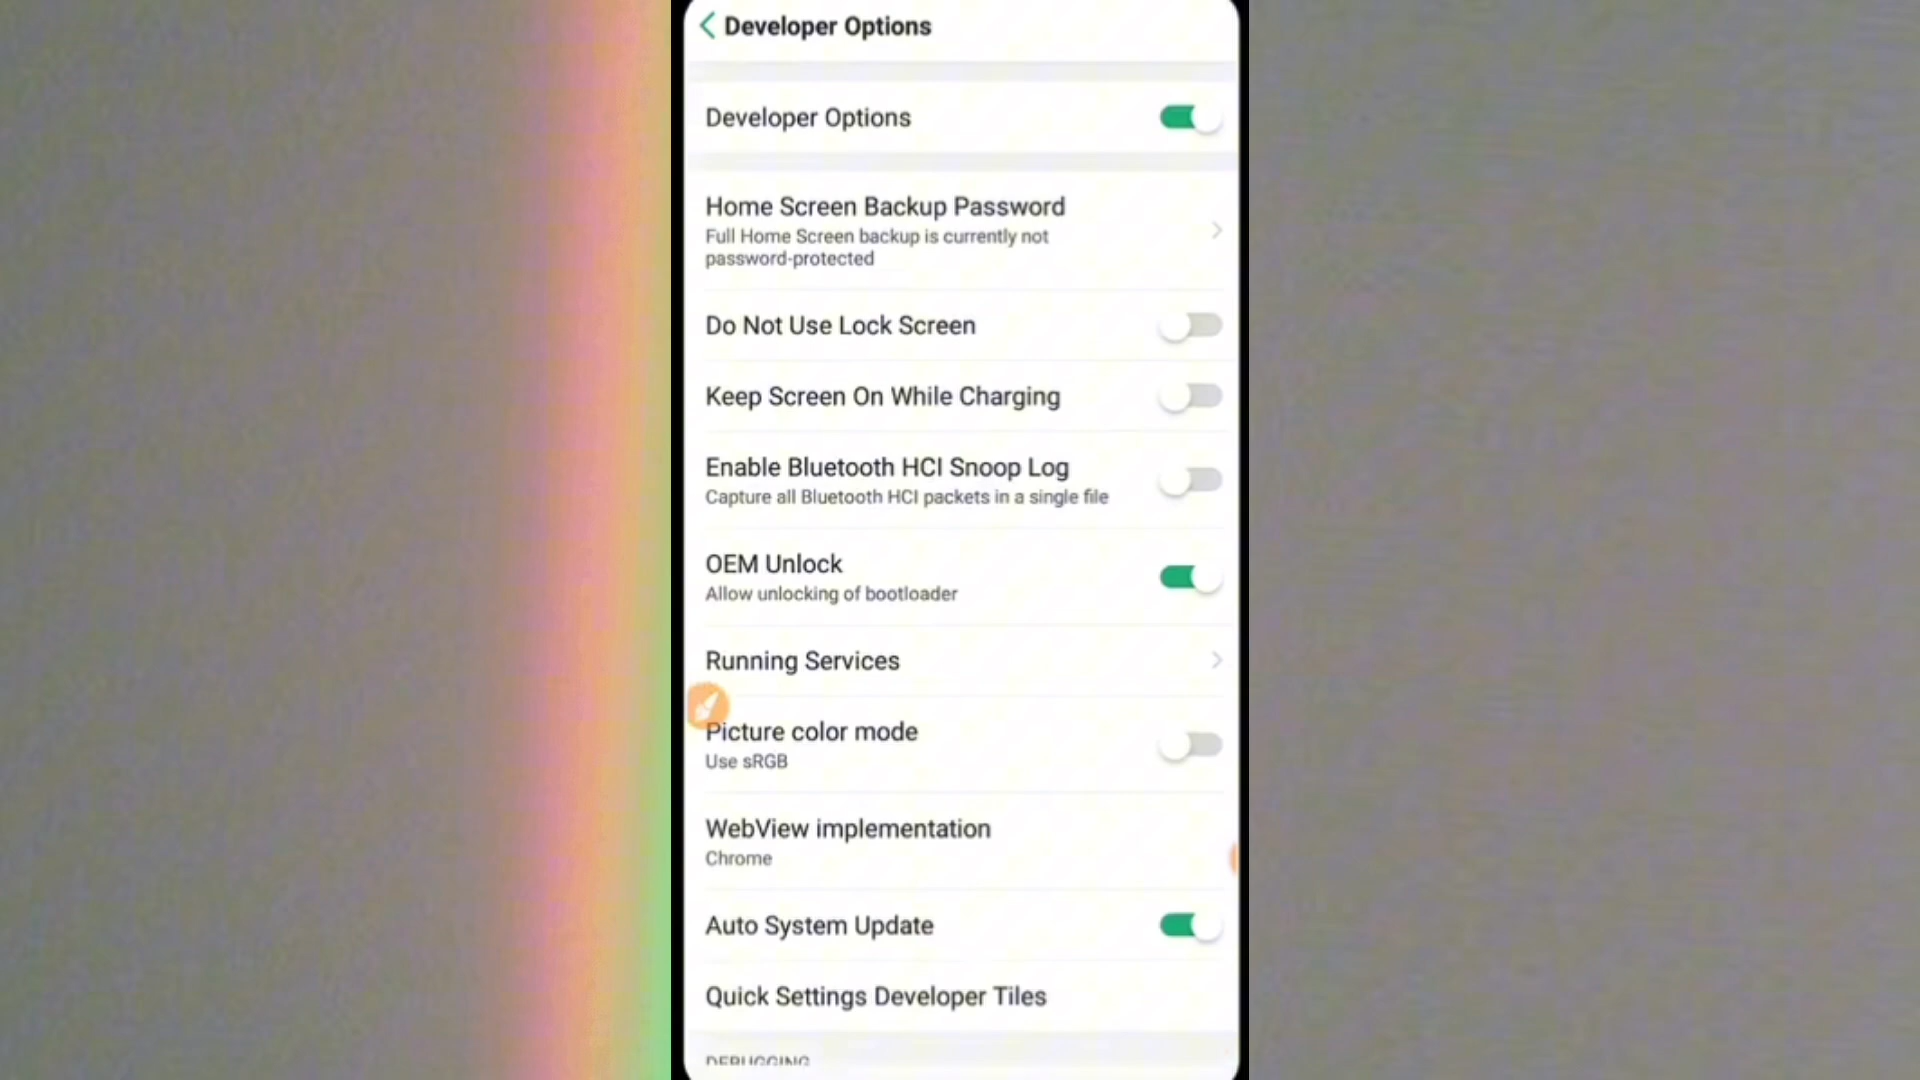 Developer Options
Developer Options
Home Screen Backup Password
Full Home Screen backup is currently not
password-protected
Do Not Use Lock Screen
Keep Screen On While Charging
Enable Bluetooth HCI Snoop Log
Capture all Bluetooth HCI packets in a single file
OEM Unlock
Allow unlocking of bootloader
Running Services
Picture color mode
Use sRGB
WebView implementation
Chrome
Auto System Update
Quick Settings Developer Tiles
DEBUGGING